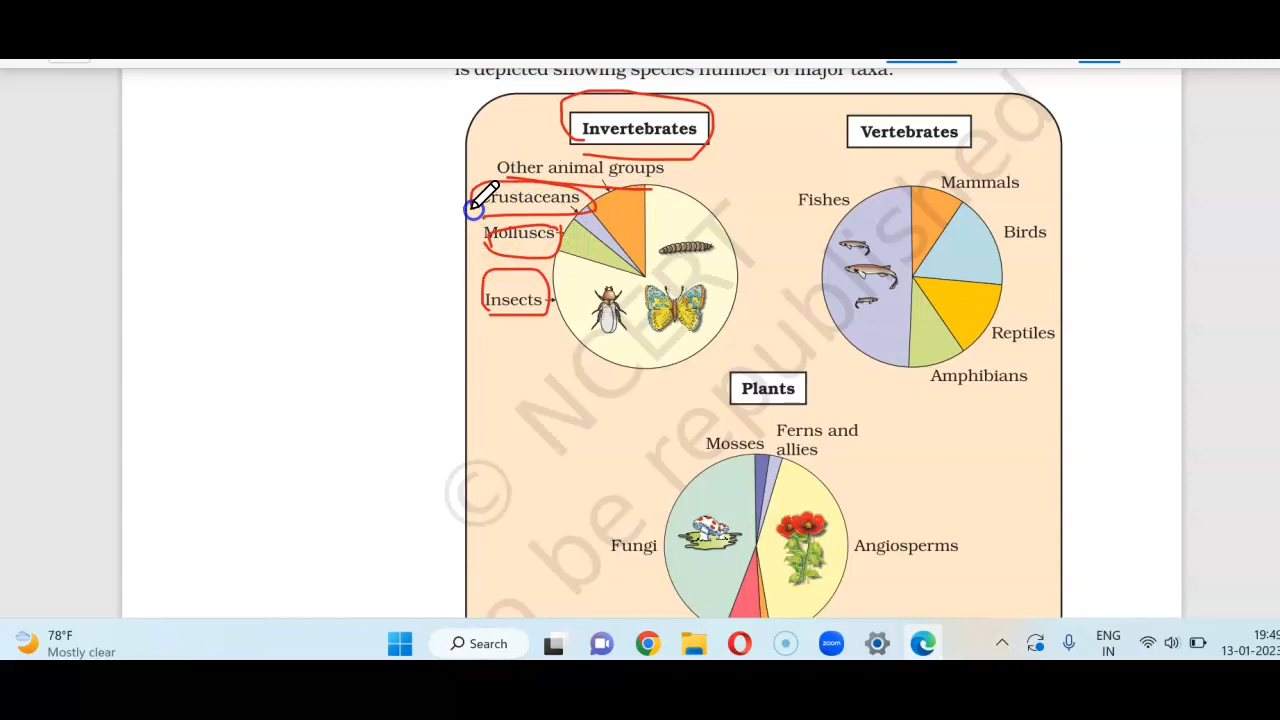 is depicted showing species number of major taxa.
Invertebrates
Vertebrates
Other animal groups
Crustaceans
Molluscs
Insects
Mammals
Fishes
Birds
Reptiles
Amphibians
Plants
Mosses
Ferns and
allies
Fungi
Angiosperms
© NCERT
o be republished
78°F
Mostly clear
Search
zoom
ENG
IN
19:49
13-01-2023